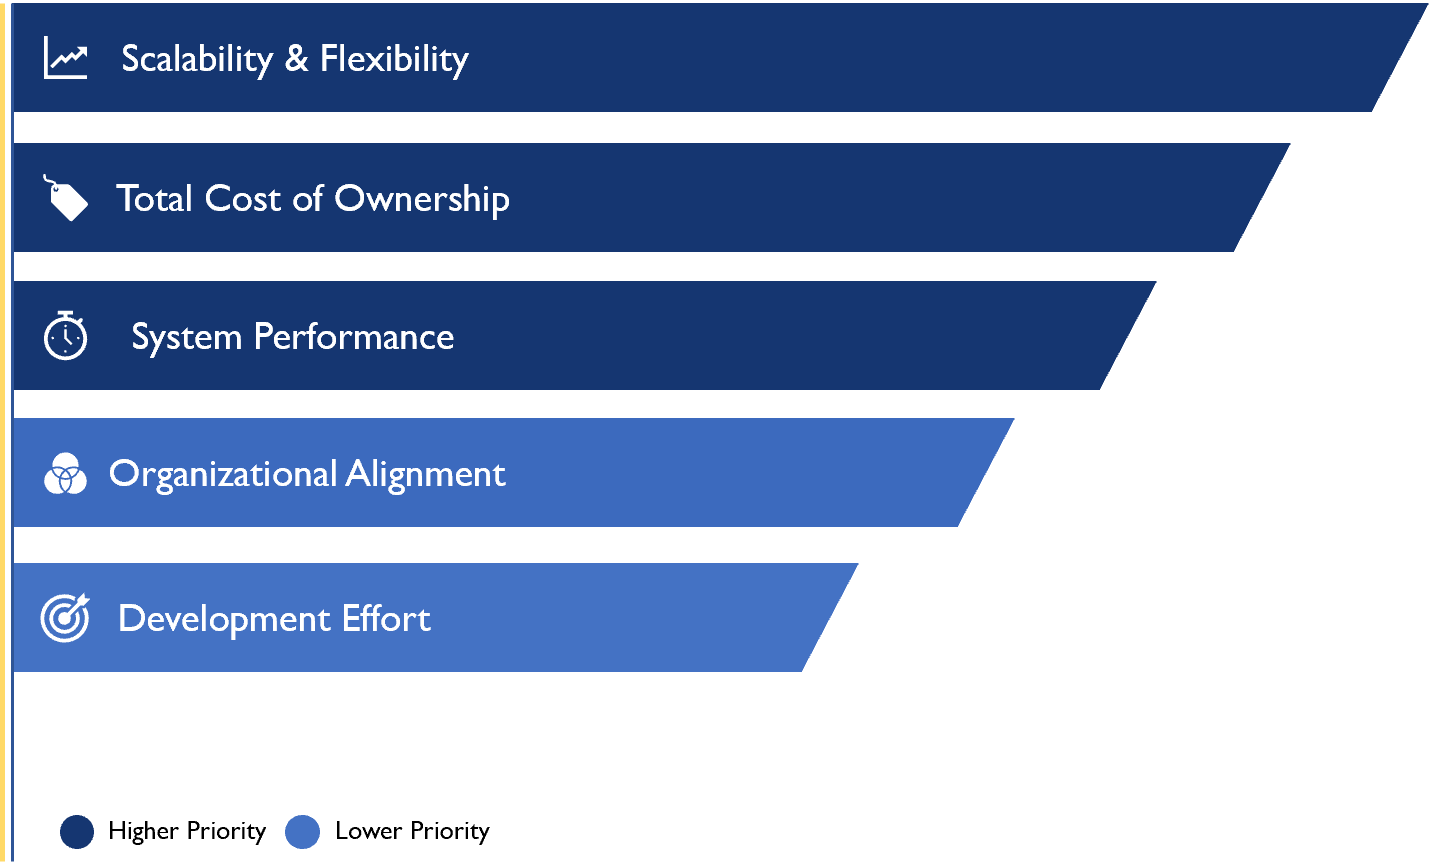 Scalability & Flexibility
Total Cost of Ownership
System Performance
Organizational Alignment
Development Effort
Higher Priority
Lower Priority